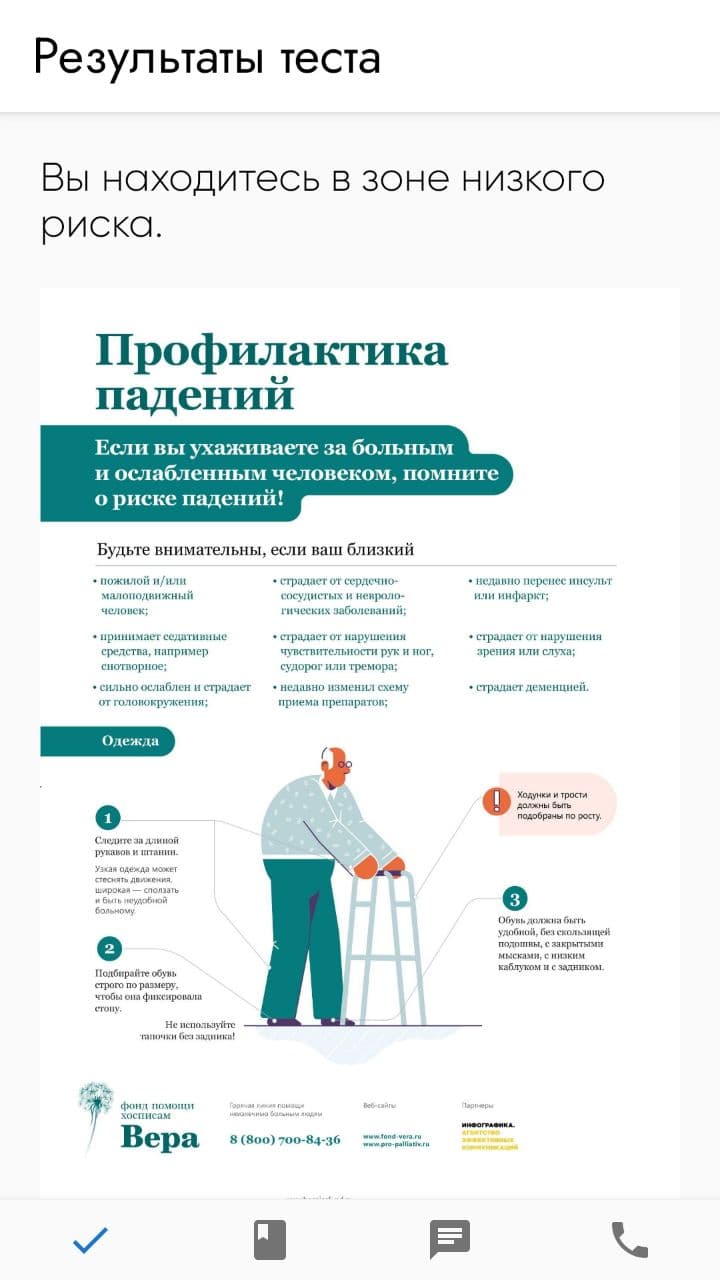 Результаты теста
Вы находитесь в зоне низкого
риска.
Профилактика
падений
Если вы ухаживаете за больным
и ослабленным человеком, помните
о риске падений!
Будьте внимательны, если ваш близкий
• пожилой и/или
малоподвижный
человек;
• страдает от сердечно-
сосудистых и невроло-
гических заболеваний;
• недавно перенес инсульт
или инфаркт;
• принимает седативные
средства, например
снотворное;
• страдает от нарушения
чувствительности рук и ног,
судорог или тремора;
• страдает от нарушения
зрения или слуха;
• сильно ослаблен и страдает
от головокружения;
• недавно изменил схему
приема препаратов;
• страдает деменцией.
Одежда
1
Следите за длиной
рукавов и штанин.
Узкая одежда может
стеснять движения,
широкая — сползать
и быть неудобной
больному.
2
Подбирайте обувь
строго по размеру,
чтобы она фиксировала
стопу.
Не используйте
тапочки без задника!
!
Ходунки и трости
должны быть
подобраны по росту.
3
Обувь должна быть
удобной, без скользящей
подошвы, с закрытыми
мысками, с низким
каблуком и с задником.
фонд помощи
хосписам
Вера
Горячая линия помощи
неизлечимо больным людям
8 (800) 700-84-36
Веб-сайты
www.fond-vera.ru
www.pro-palliativ.ru
Партнеры
ИНФОГРАФИКА.
АГЕНТСТВО
ЭФФЕКТИВНЫХ
КОММУНИКАЦИЙ